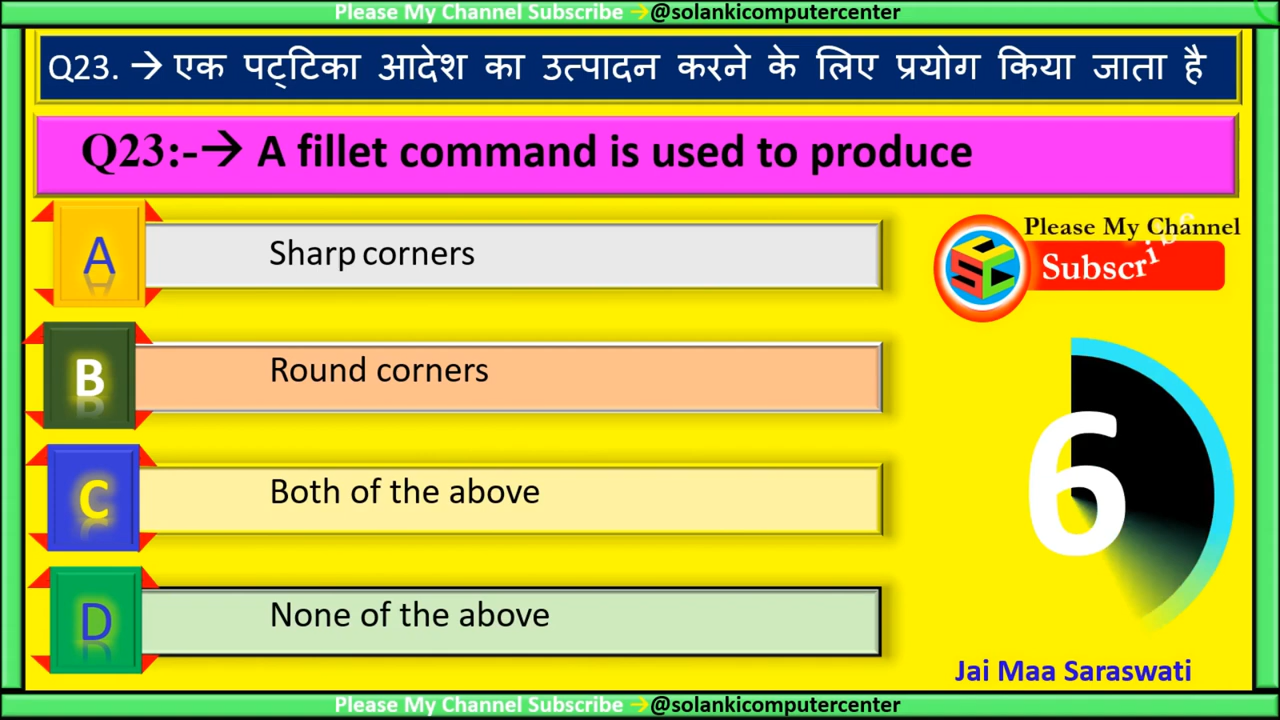 Please My Channel Subscribe →@solankicomputercenter
Q23. → एक पट्टिका आदेश का उत्पादन करने के लिए प्रयोग किया जाता है
Q23:-→ A fillet command is used to produce
A Sharp corners
B Round corners
C Both of the above
D None of the above
Please My Channel
Subscribe
6
Jai Maa Saraswati
Please My Channel Subscribe →@solankicomputercenter